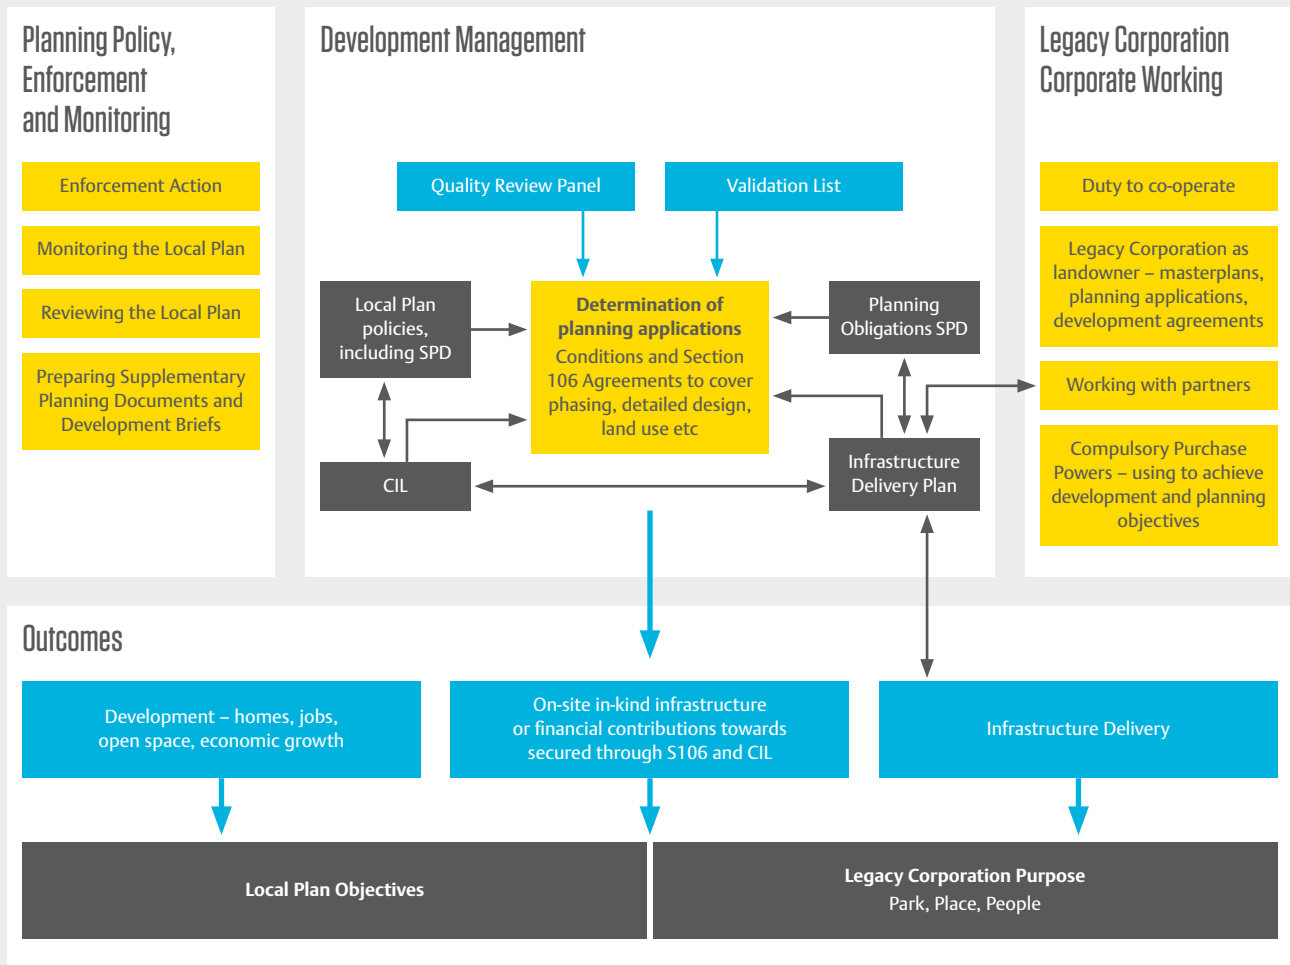 Planning Policy,
Enforcement
and Monitoring
Enforcement Action
Monitoring the Local Plan
Reviewing the Local Plan
Preparing Supplementary
Planning Documents and
Development Briefs
Development Management
Quality Review Panel
Validation List
Local Plan
policies,
including SPD
Determination of
planning applications
Conditions and Section
106 Agreements to cover
phasing, detailed design,
land use etc
Planning
Obligations SPD
CIL
Infrastructure
Delivery Plan
Legacy Corporation
Corporate Working
Duty to co-operate
Legacy Corporation as
landowner – masterplans,
planning applications,
development agreements
Working with partners
Compulsory Purchase
Powers – using to achieve
development and planning
objectives
Outcomes
Development – homes, jobs,
open space, economic growth
On-site in-kind infrastructure
or financial contributions towards
secured through S106 and CIL
Infrastructure Delivery
Local Plan Objectives
Legacy Corporation Purpose
Park, Place, People